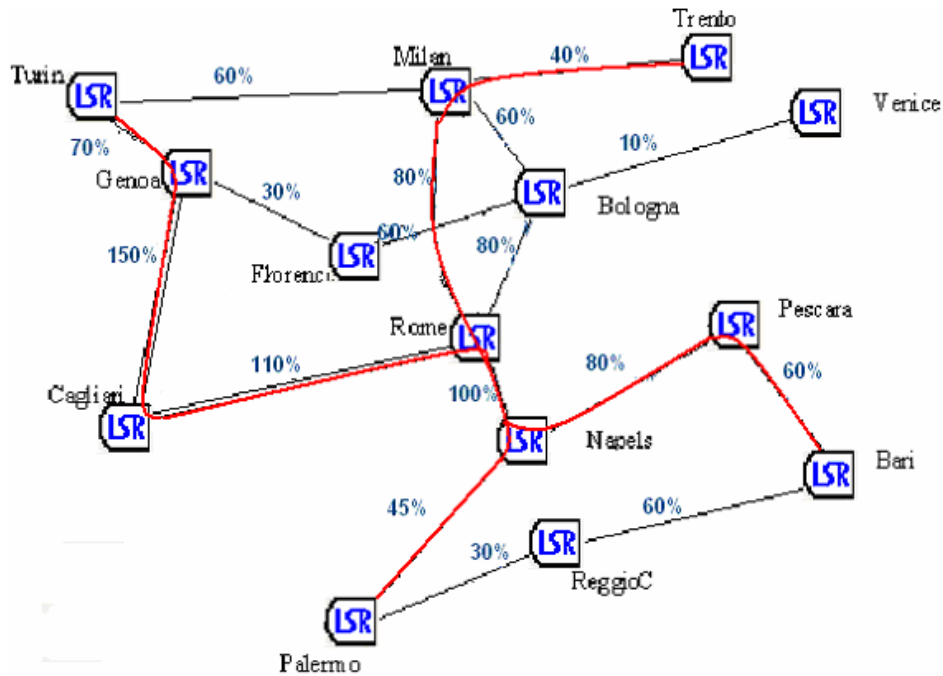 Trento
Milan
40%
LSR
Turin
60%
LSR
LSR
Venice
LSR
60%
70%
10%
LSR
Genoa
80%
LSR
30%
Bologna
60%
80%
150%
LSR
Florenc
Pescara
Rome
LSR
LSR
110%
80%
60%
Cagliari
100%
LSR
LSR
Napels
Bari
LSR
45%
60%
LSR
30%
ReggioC
LSR
Palermo